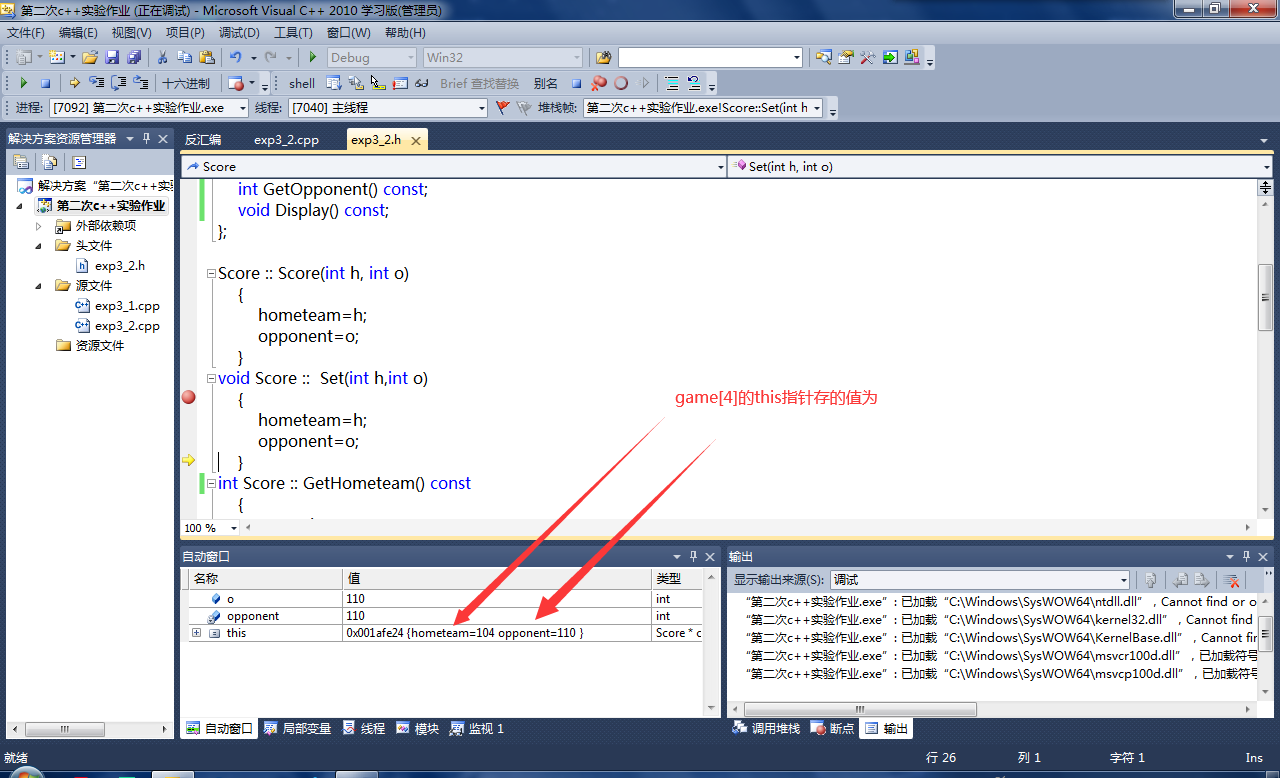 第二次c++实验作业 (正在调试) - Microsoft Visual C++ 2010 学习版(管理员)
文件(F) 编辑(E) 视图(V) 项目(P) 调试(D) 工具(T) 窗口(W) 帮助(H)
Debug Win32
十六进制 shell Brief 查找替换 别名
进程: [7092] 第二次c++实验作业.exe 线程: [7040] 主线程 堆栈帧: 第二次c++实验作业.exe!Score::Set(int h
解决方案资源管理器
解决方案“第二次c++实
第二次c++实验作业
外部依赖项
头文件
exp3_2.h
源文件
exp3_1.cpp
exp3_2.cpp
资源文件
反汇编 exp3_2.cpp exp3_2.h
Score Set(int h, int o)
int GetOpponent() const;
void Display() const;
};
Score :: Score(int h, int o)
{
hometeam=h;
opponent=o;
}
void Score :: Set(int h,int o)
{
hometeam=h;
opponent=o;
}
int Score :: GetHometeam() const
{
game[4]的this指针存的值为
100 %
自动窗口
名称 值 类型
o 110 int
opponent 110 int
this 0x001afe24 {hometeam=104 opponent=110 } Score * c
自动窗口 局部变量 线程 模块 监视 1
输出
显示输出来源(S): 调试
“第二次c++实验作业.exe”: 已加载“C:\Windows\SysWOW64\ntdll.dll”，Cannot find or o
“第二次c++实验作业.exe”: 已加载“C:\Windows\SysWOW64\kernel32.dll”，Cannot find
“第二次c++实验作业.exe”: 已加载“C:\Windows\SysWOW64\KernelBase.dll”，Cannot fin
“第二次c++实验作业.exe”: 已加载“C:\Windows\SysWOW64\msvcr100d.dll”，已加载符号
“第二次c++实验作业.exe”: 已加载“C:\Windows\SysWOW64\msvcp100d.dll”，已加载符号
调用堆栈 断点 输出
就绪 行 26 列 1 字符 1 Ins